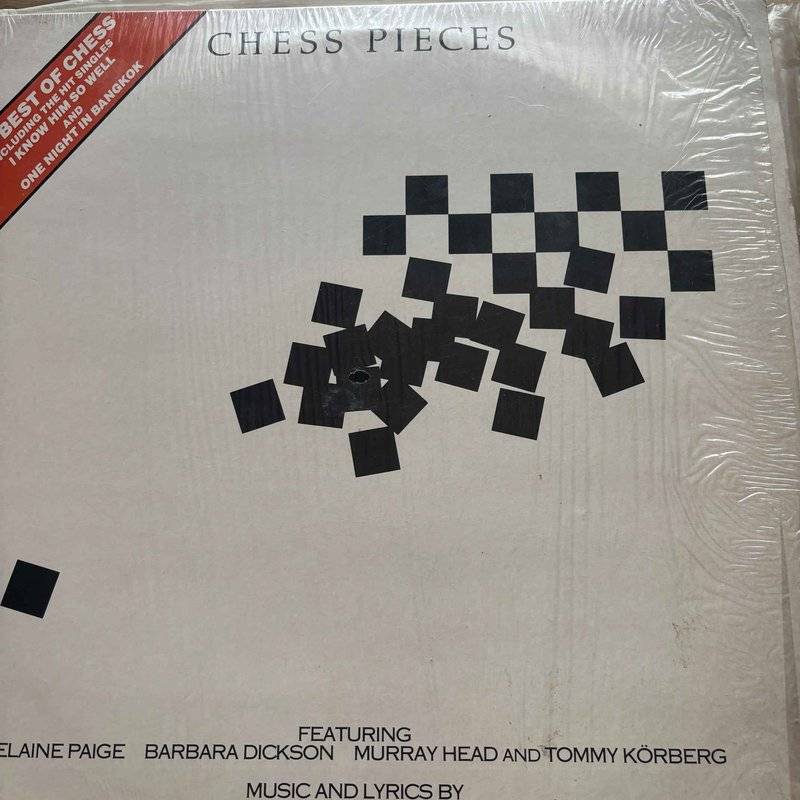 CHESS PIECES
BEST OF CHESS
INCLUDING THE HIT SINGLES
I KNOW HIM SO WELL
AND
ONE NIGHT IN BANGKOK
FEATURING
ELAINE PAIGE BARBARA DICKSON MURRAY HEAD AND TOMMY KÖRBERG
MUSIC AND LYRICS BY